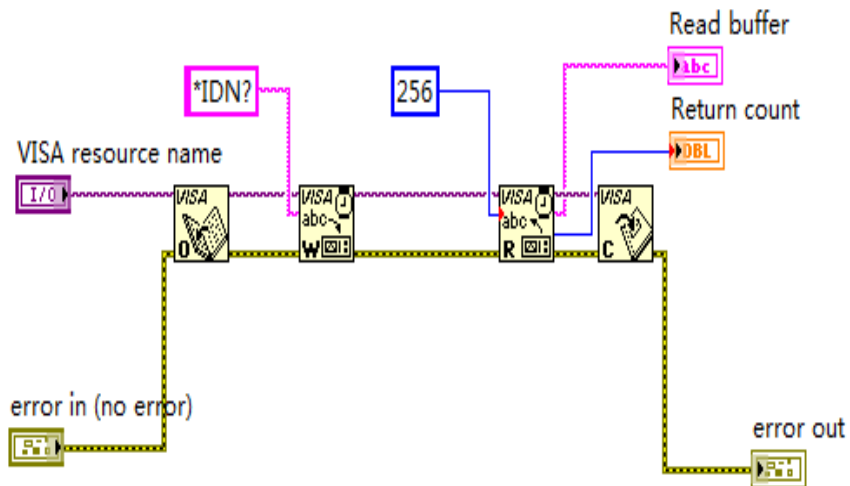 Read buffer
abc
*IDN?
256
Return count
DBL
VISA resource name
I/O
VISA
O
VISA
abc
W
VISA
abc
R
VISA
C
error in (no error)
error out